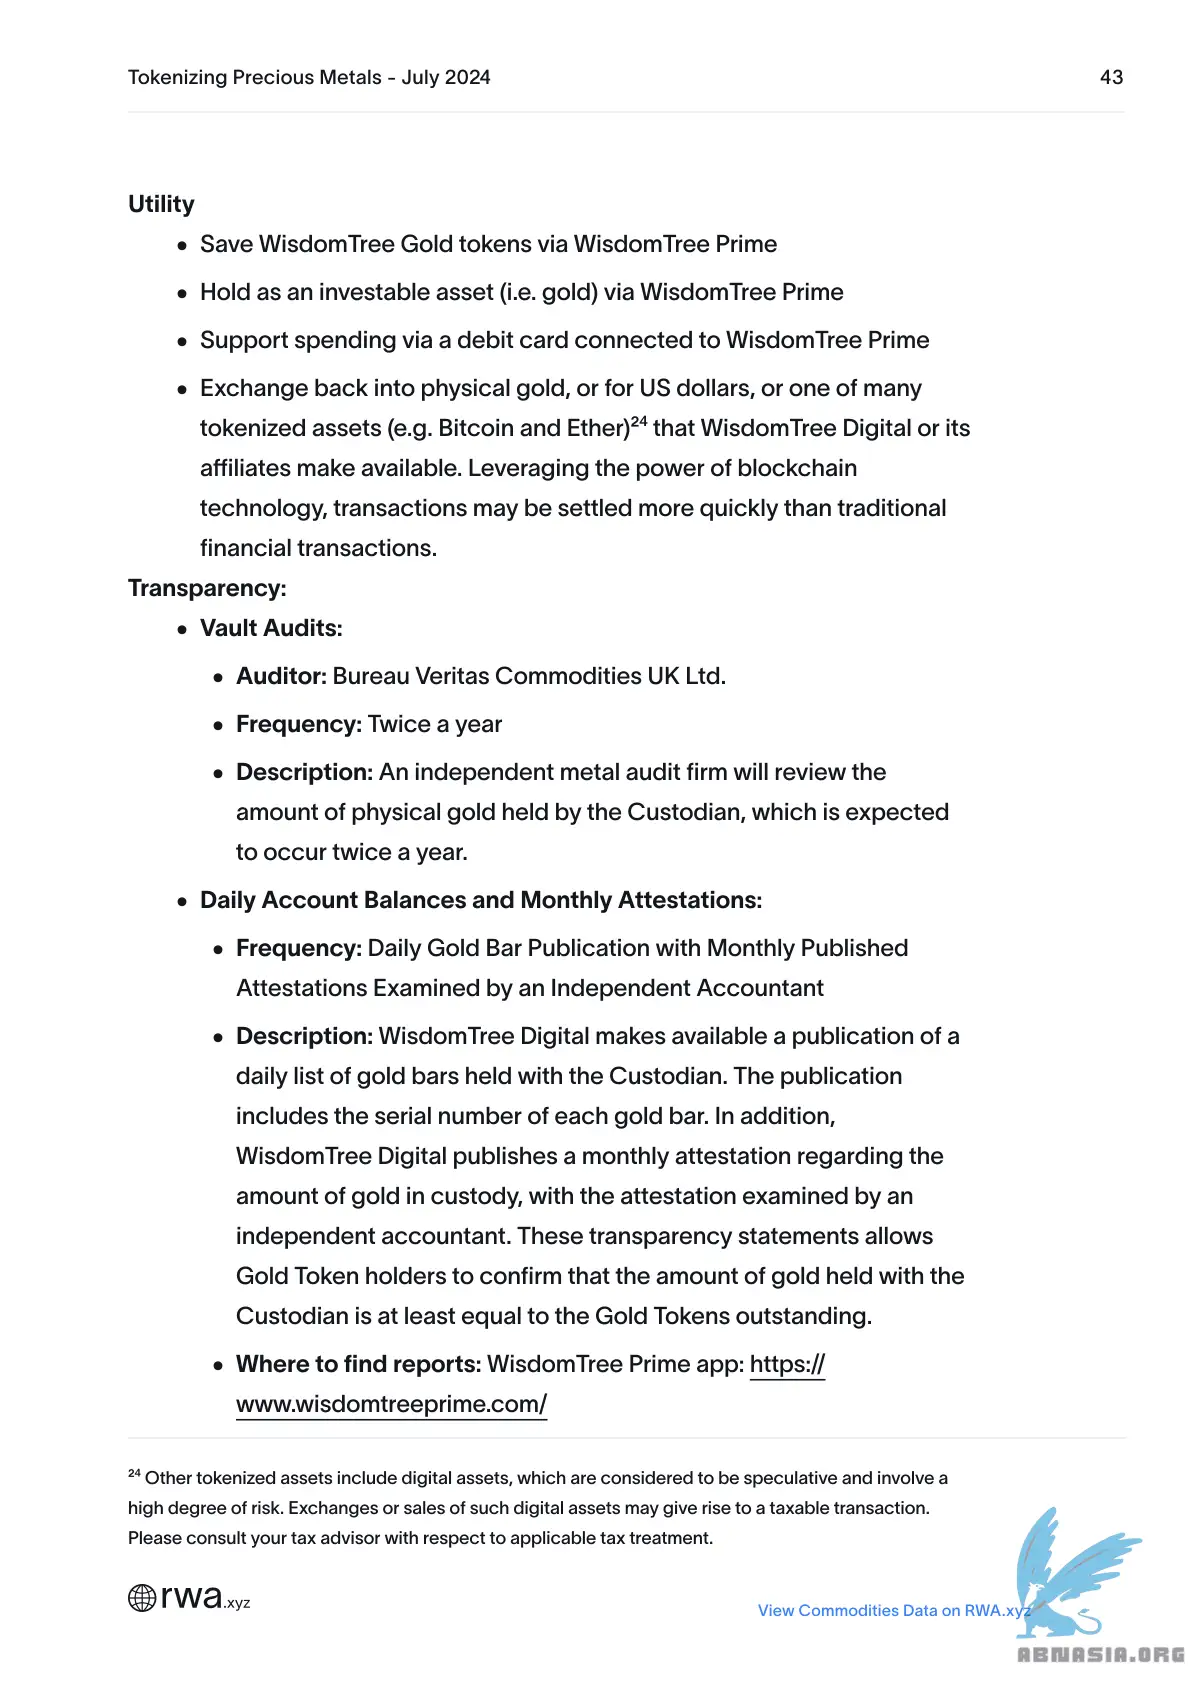 Tokenizing Precious Metals - July 2024 43
Utility
• Save WisdomTree Gold tokens via WisdomTree Prime
• Hold as an investable asset (i.e. gold) via WisdomTree Prime
• Support spending via a debit card connected to WisdomTree Prime
• Exchange back into physical gold, or for US dollars, or one of many
tokenized assets (e.g. Bitcoin and Ether)24 that WisdomTree Digital or its
affiliates make available. Leveraging the power of blockchain
technology, transactions may be settled more quickly than traditional
financial transactions.
Transparency:
• Vault Audits:
• Auditor: Bureau Veritas Commodities UK Ltd.
• Frequency: Twice a year
• Description: An independent metal audit firm will review the
amount of physical gold held by the Custodian, which is expected
to occur twice a year.
• Daily Account Balances and Monthly Attestations:
• Frequency: Daily Gold Bar Publication with Monthly Published
Attestations Examined by an Independent Accountant
• Description: WisdomTree Digital makes available a publication of a
daily list of gold bars held with the Custodian. The publication
includes the serial number of each gold bar. In addition,
WisdomTree Digital publishes a monthly attestation regarding the
amount of gold in custody, with the attestation examined by an
independent accountant. These transparency statements allows
Gold Token holders to confirm that the amount of gold held with the
Custodian is at least equal to the Gold Tokens outstanding.
• Where to find reports: WisdomTree Prime app: https://
www.wisdomtreeprime.com/
24 Other tokenized assets include digital assets, which are considered to be speculative and involve a
high degree of risk. Exchanges or sales of such digital assets may give rise to a taxable transaction.
Please consult your tax advisor with respect to applicable tax treatment.
rwa.xyz
View Commodities Data on RWA.xyz
ABNASIA.ORG